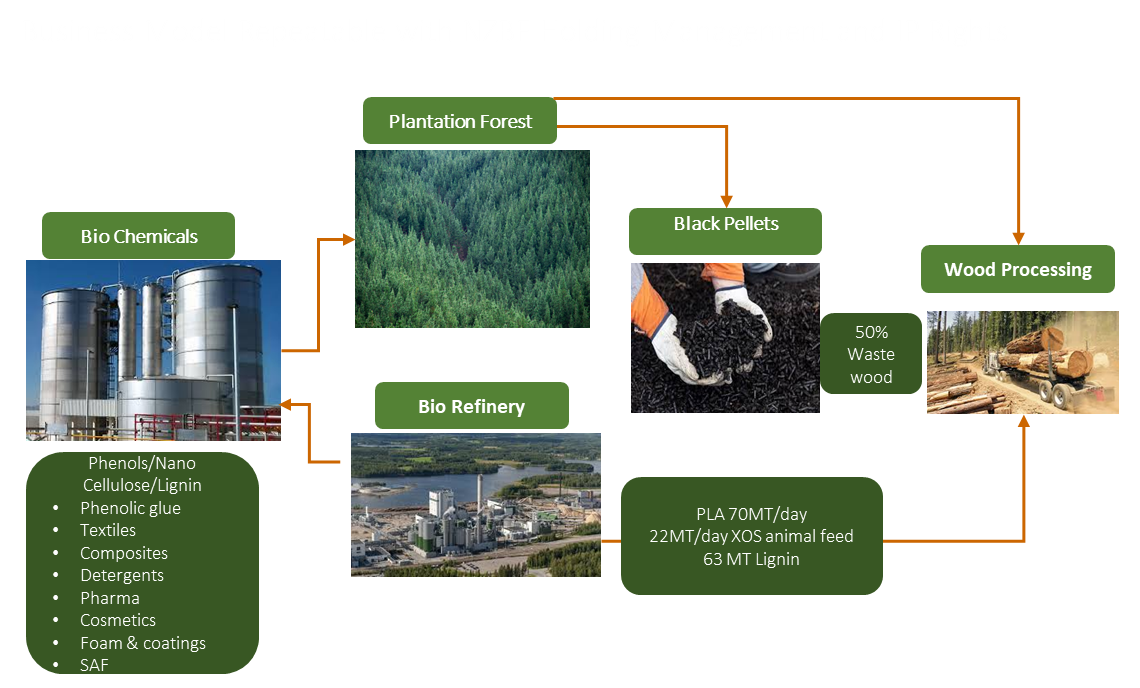 Plantation Forest
Black Pellets
Bio Chemicals
Wood Processing
50%
Waste
wood
Bio Refinery
Phenols/Nano
Cellulose/Lignin
• Phenolic glue
• Textiles
• Composites
• Detergents
• Pharma
• Cosmetics
• Foam & coatings
• SAF
PLA 70MT/day
22MT/day XOS animal feed
63 MT Lignin